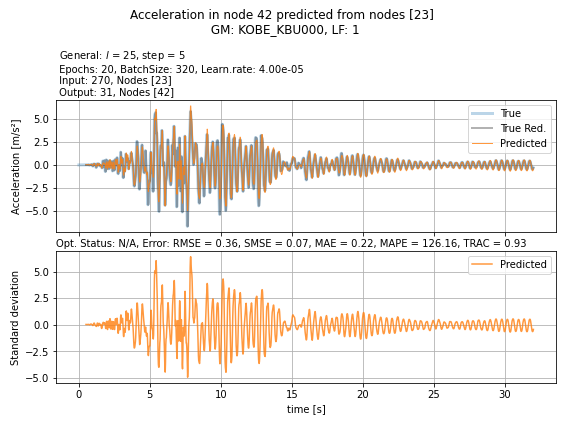 Acceleration in node 42 predicted from nodes [23]
GM: KOBE_KBU000, LF: 1
General: l = 25, step = 5
Epochs: 20, BatchSize: 320, Learn.rate: 4.00e-05
Input: 270, Nodes [23]
Output: 31, Nodes [42]
Acceleration [m/s²]
5.0
2.5
0.0
−2.5
−5.0
True
True Red.
Predicted
Opt. Status: N/A, Error: RMSE = 0.36, SMSE = 0.07, MAE = 0.22, MAPE = 126.16, TRAC = 0.93
Standard deviation
5.0
2.5
0.0
−2.5
−5.0
Predicted
0 5 10 15 20 25 30
time [s]